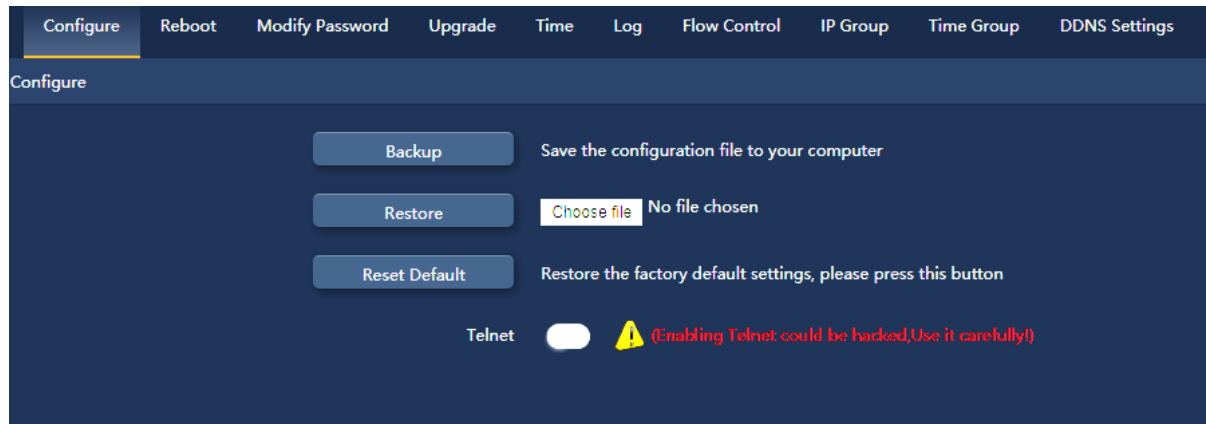 Configure Reboot Modify Password Upgrade Time Log Flow Control IP Group Time Group DDNS Settings
Configure
Backup Save the configuration file to your computer
Restore Choose file No file chosen
Reset Default Restore the factory default settings, please press this button
Telnet (Enabling Telnet could be hacked,Use it carefully!)